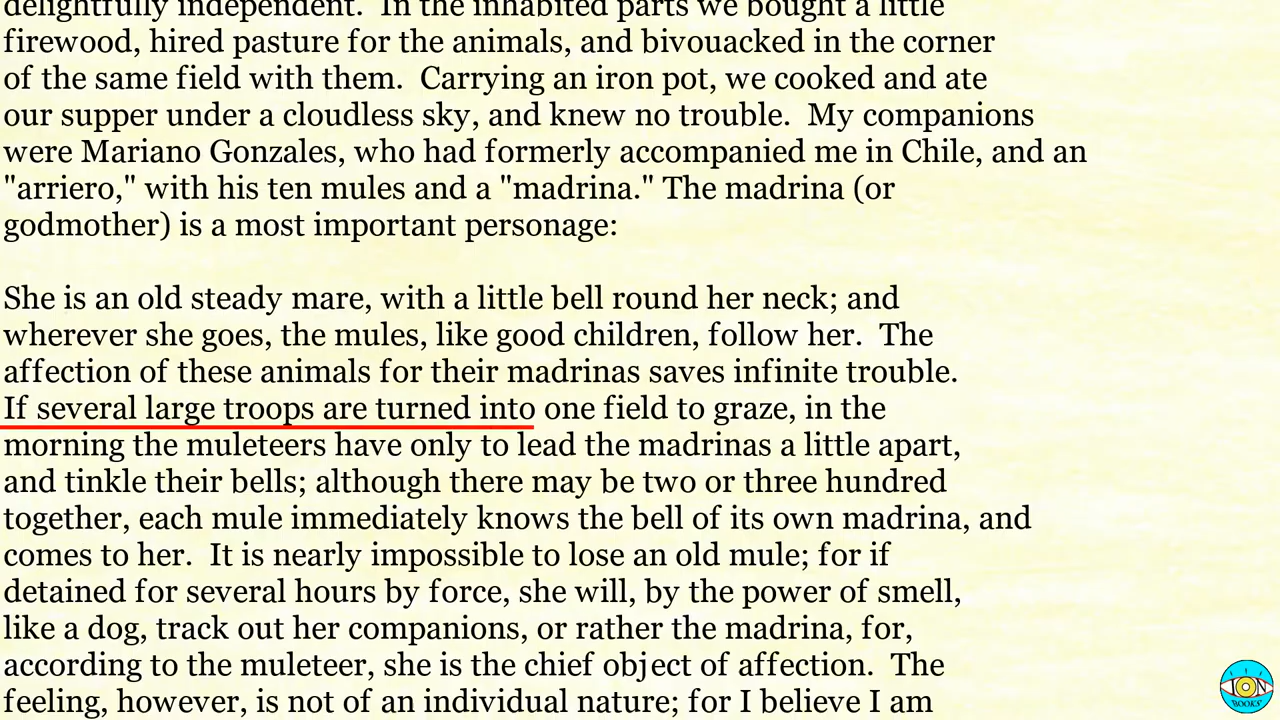 delightfully independent.  In the inhabited parts we bought a little
firewood, hired pasture for the animals, and bivouacked in the corner
of the same field with them.  Carrying an iron pot, we cooked and ate
our supper under a cloudless sky, and knew no trouble.  My companions
were Mariano Gonzales, who had formerly accompanied me in Chile, and an
"arriero," with his ten mules and a "madrina." The madrina (or
godmother) is a most important personage:

She is an old steady mare, with a little bell round her neck; and
wherever she goes, the mules, like good children, follow her.  The
affection of these animals for their madrinas saves infinite trouble.
If several large troops are turned into one field to graze, in the
morning the muleteers have only to lead the madrinas a little apart,
and tinkle their bells; although there may be two or three hundred
together, each mule immediately knows the bell of its own madrina, and
comes to her.  It is nearly impossible to lose an old mule; for if
detained for several hours by force, she will, by the power of smell,
like a dog, track out her companions, or rather the madrina, for,
according to the muleteer, she is the chief object of affection.  The
feeling, however, is not of an individual nature; for I believe I am
ION
BOOKS